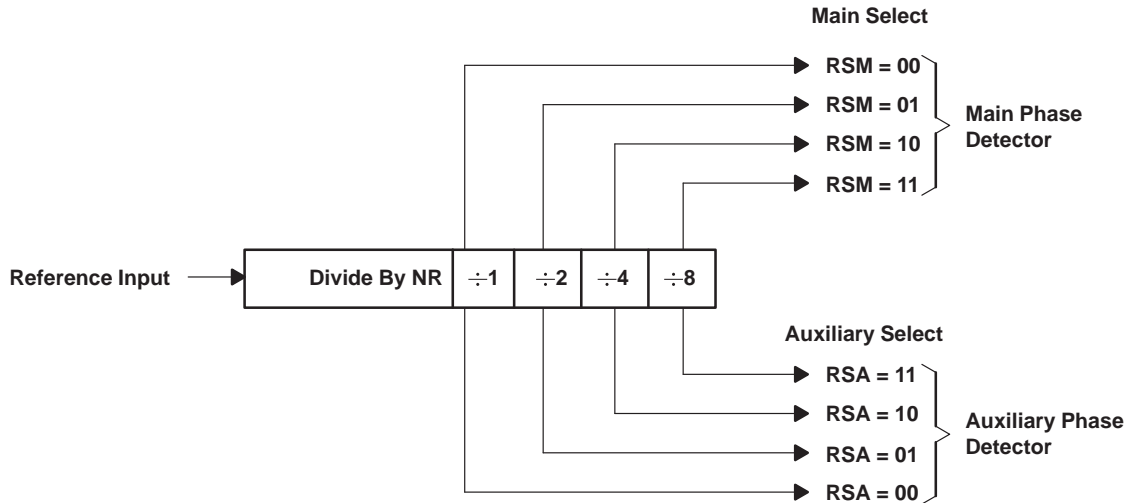 Main Select
RSM = 00
RSM = 01
RSM = 10
RSM = 11
Main Phase
Detector
Reference Input
Divide By NR ÷1 ÷2 ÷4 ÷8
Auxiliary Select
RSA = 11
RSA = 10
RSA = 01
RSA = 00
Auxiliary Phase
Detector